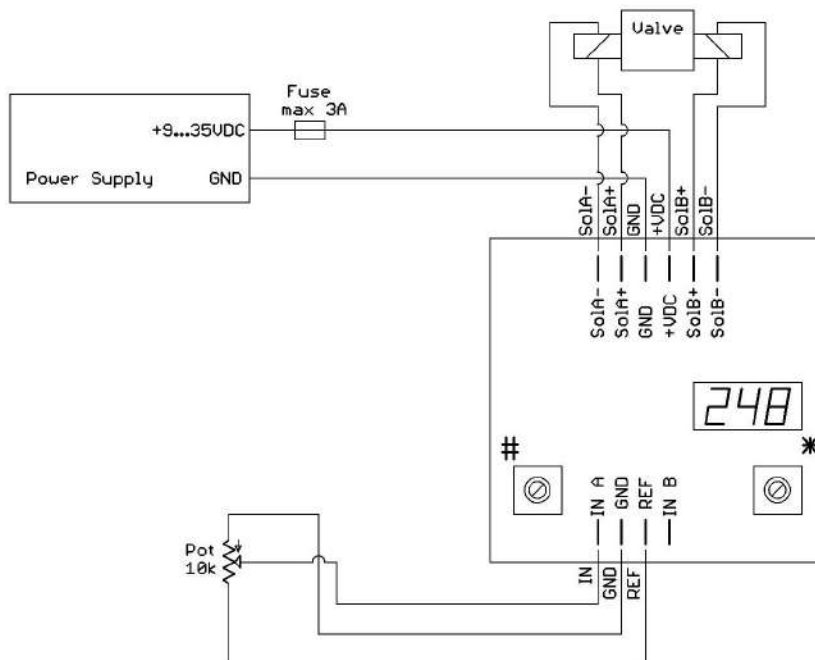 Valve
Fuse
max 3A
+9...35VDC
Power Supply GND
SolA-
SolA+
GND
+VDC
SolB+
SolB-
SolA-
SolA+
GND
+VDC
SolB+
SolB-
248
# *
IN A
GND
REF
IN B
Pot
10k
IN
GND
REF